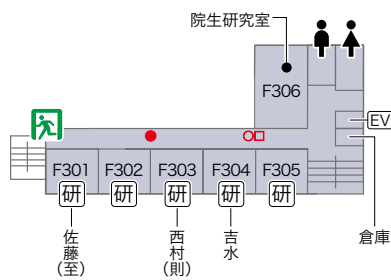 院生研究室
F306
EV
F301
F302
F303
F304
F305
研
研
研
研
研
佐藤(至)
西村(則)
吉水
倉庫